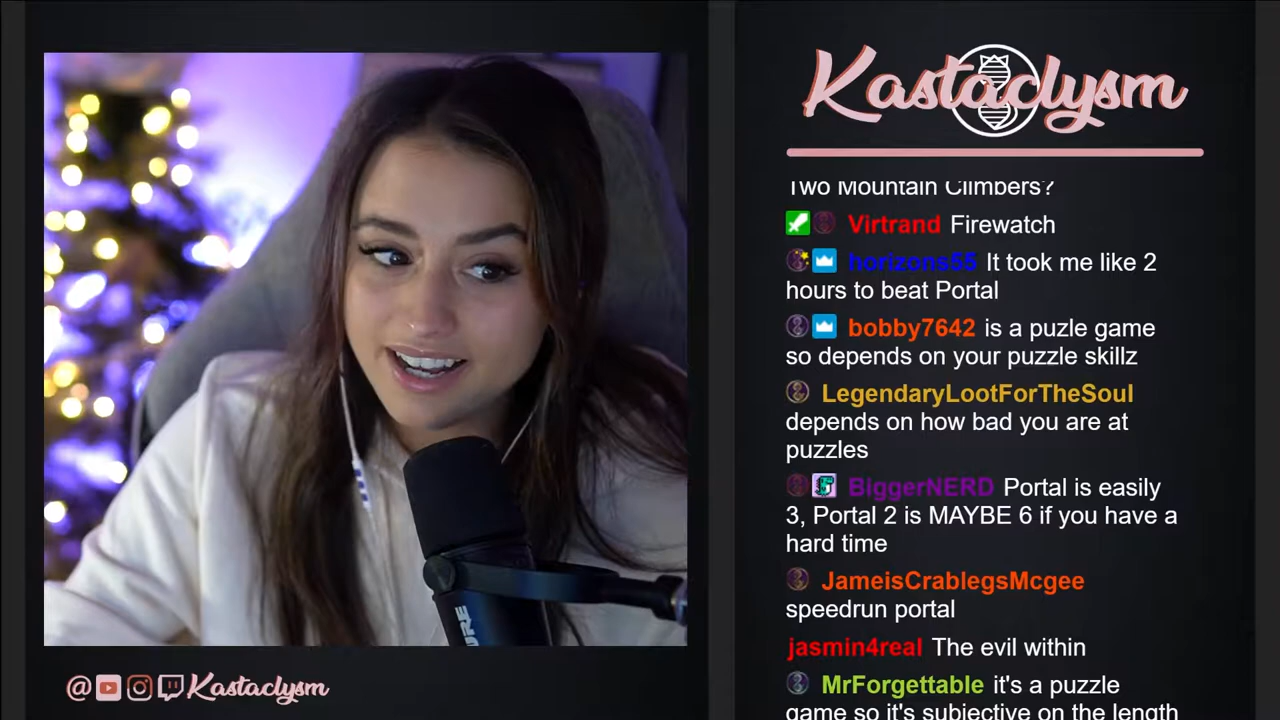 Kastaclysm
Two Mountain Climbers?
Virtrand Firewatch
horizons55 It took me like 2
hours to beat Portal
bobby7642 is a puzle game
so depends on your puzzle skillz
LegendaryLootForTheSoul
depends on how bad you are at
puzzles
BiggerNERD Portal is easily
3, Portal 2 is MAYBE 6 if you have a
hard time
JameisCrablegsMcgee
speedrun portal
jasmin4real The evil within
MrForgettable it's a puzzle
game so it's subjective on the length
URE
@Kastaclysm